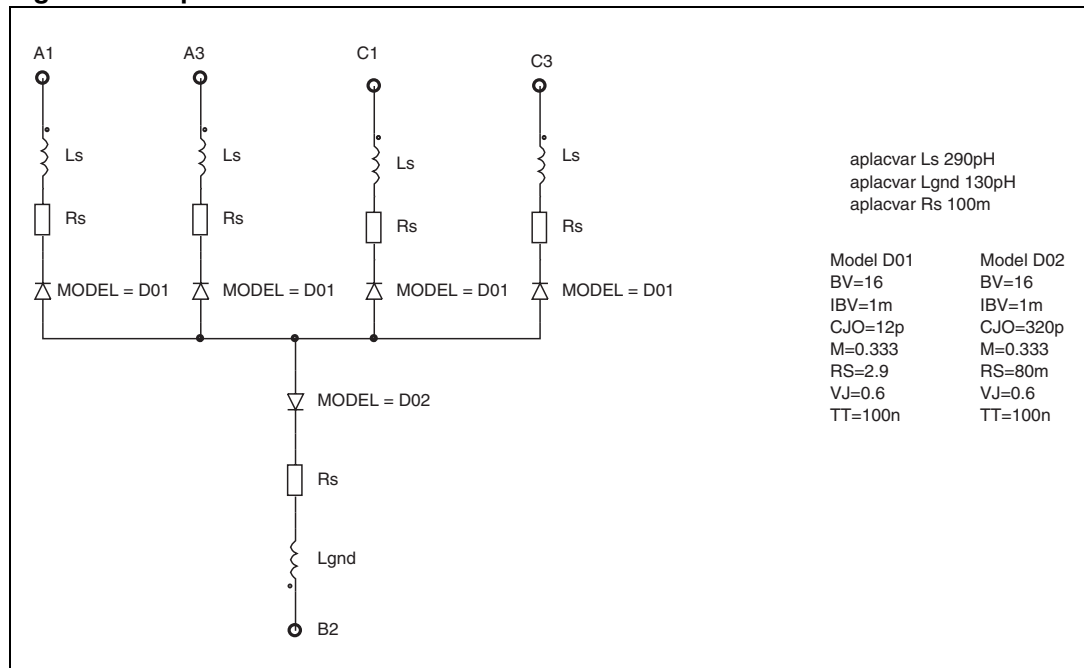 A1
A3
C1
C3
Ls
Ls
Ls
Ls
Rs
Rs
Rs
Rs
MODEL = D01
MODEL = D01
MODEL = D01
MODEL = D01
MODEL = D02
Rs
Lgnd
B2
aplacvar Ls 290pH
aplacvar Lgnd 130pH
aplacvar Rs 100m
Model D01
BV=16
IBV=1m
CJO=12p
M=0.333
RS=2.9
VJ=0.6
TT=100n
Model D02
BV=16
IBV=1m
CJO=320p
M=0.333
RS=80m
VJ=0.6
TT=100n